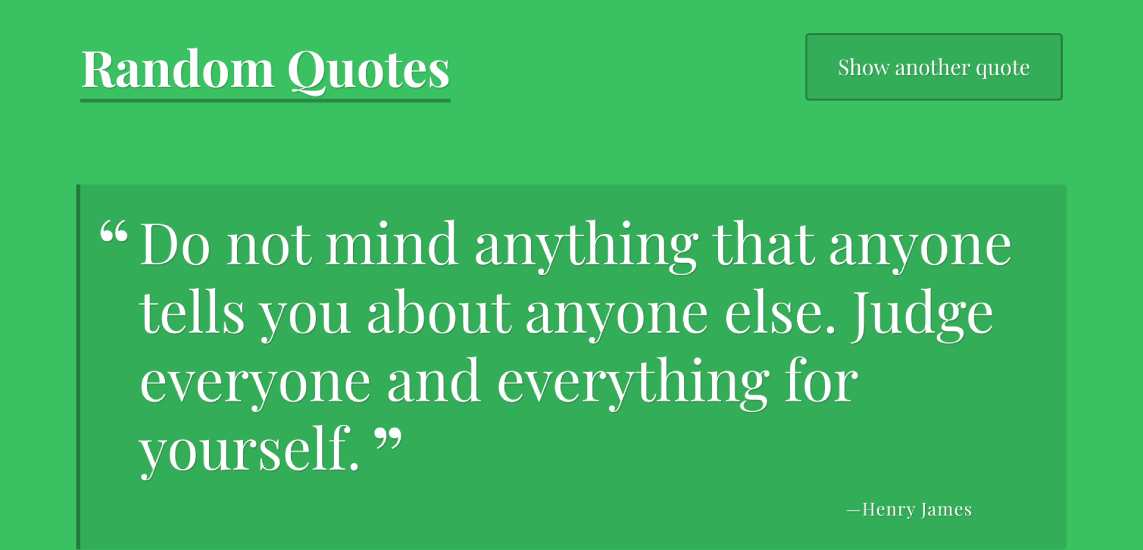 Random Quotes
Show another quote
“Do not mind anything that anyone
tells you about anyone else. Judge
everyone and everything for
yourself.”
—Henry James